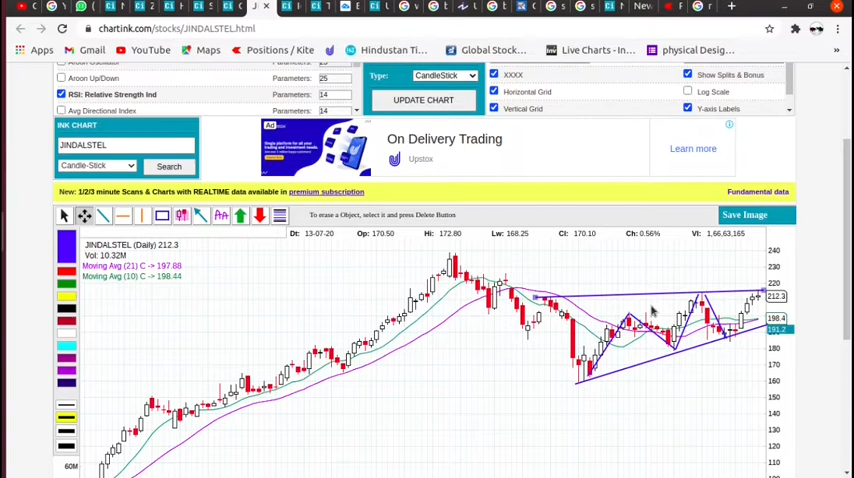 chartink.com/stocks/JINDALSTEL.html
Apps Gmail YouTube Maps Positions / Kite Hindustan Ti... Global Stock... Live Charts - In... physical Desig...
Aroon Up/Down Parameters: 25
RSI: Relative Strength Ind Parameters: 14
Avg Directional Index Parameters: 14
Type: CandleStick
UPDATE CHART
XXXX Show Splits & Bonus
Horizontal Grid Log Scale
Vertical Grid Y-axis Labels
INK CHART
JINDALSTEL
Candle-Stick Search
Ad
On Delivery Trading
Upstox
Learn more
New: 1/2/3 minute Scans & Charts with REALTIME data available in premium subscription Fundamental data
To erase a Object, select it and press Delete Button
Save Image
Dt: 13-07-20 Op: 170.50 Hi: 172.80 Lw: 168.25 Cl: 170.10 Ch: 0.56% Vl: 1,66,63,165
JINDALSTEL (Daily) 212.3
Vol: 10.32M
Moving Avg (21) C -> 197.88
Moving Avg (10) C -> 198.44
240
230
220
212.3
198.4
191.2
180
170
160
150
140
130
120
110
100
60M